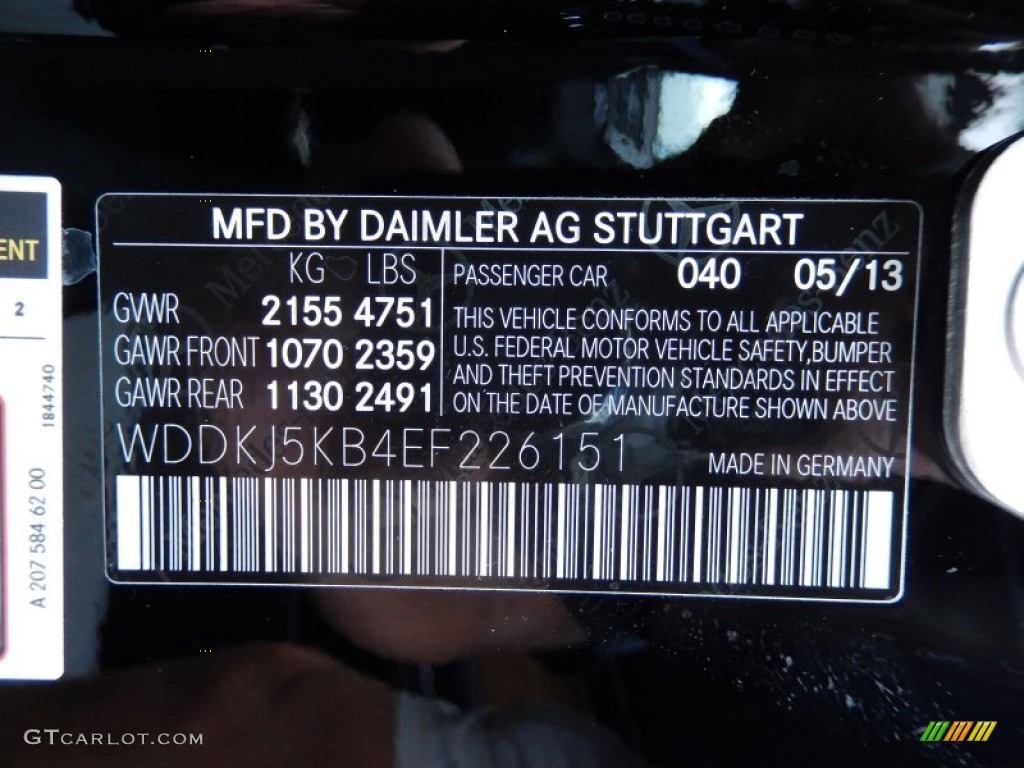 MFD BY DAIMLER AG STUTTGART
KG LBS
GVWR 2155 4751
GAWR FRONT 1070 2359
GAWR REAR 1130 2491
PASSENGER CAR 040 05/13
THIS VEHICLE CONFORMS TO ALL APPLICABLE
U.S. FEDERAL MOTOR VEHICLE SAFETY,BUMPER
AND THEFT PREVENTION STANDARDS IN EFFECT
ON THE DATE OF MANUFACTURE SHOWN ABOVE
WDDKJ5KB4EF226151
MADE IN GERMANY
ENT
2
1844740
A 207 584 62 00
GTCARLOT.COM